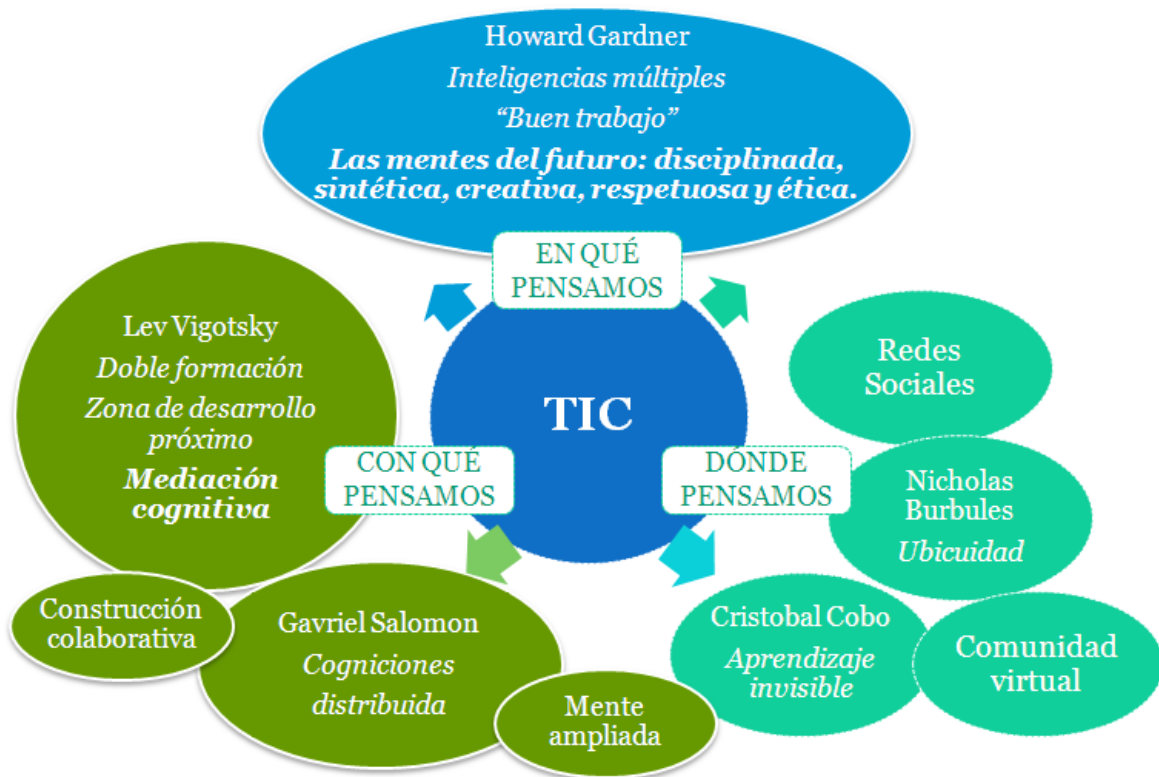 Howard Gardner
Inteligencias múltiples
“Buen trabajo”
Las mentes del futuro: disciplinada,
sintética, creativa, respetuosa y ética.
EN QUÉ
PENSAMOS
Lev Vigotsky
Doble formación
Zona de desarrollo
próximo
Mediación
cognitiva
TIC
CON QUÉ
PENSAMOS
DÓNDE
PENSAMOS
Redes
Sociales
Nicholas
Burbules
Ubicuidad
Construcción
colaborativa
Gavriel Salomon
Cogniciones
distribuida
Mente
ampliada
Cristobal Cobo
Aprendizaje
invisible
Comunidad
virtual